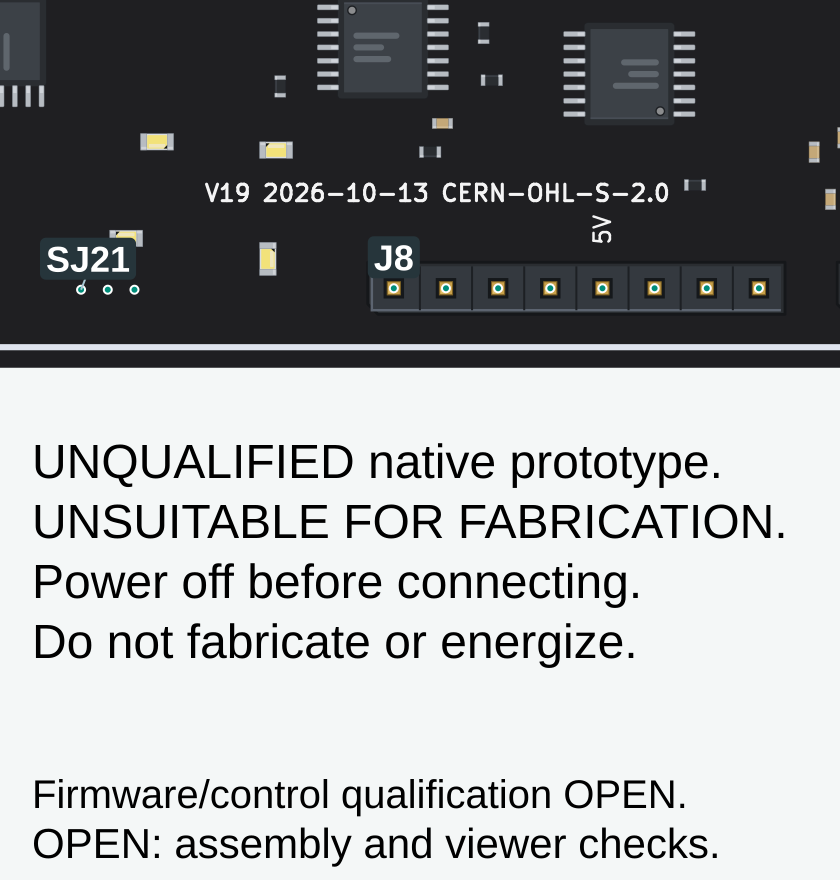 V19 2026-10-13 CERN-OHL-S-2.0
5V
SJ21
J8
UNQUALIFIED native prototype.
UNSUITABLE FOR FABRICATION.
Power off before connecting.
Do not fabricate or energize.
Firmware/control qualification OPEN.
OPEN: assembly and viewer checks.